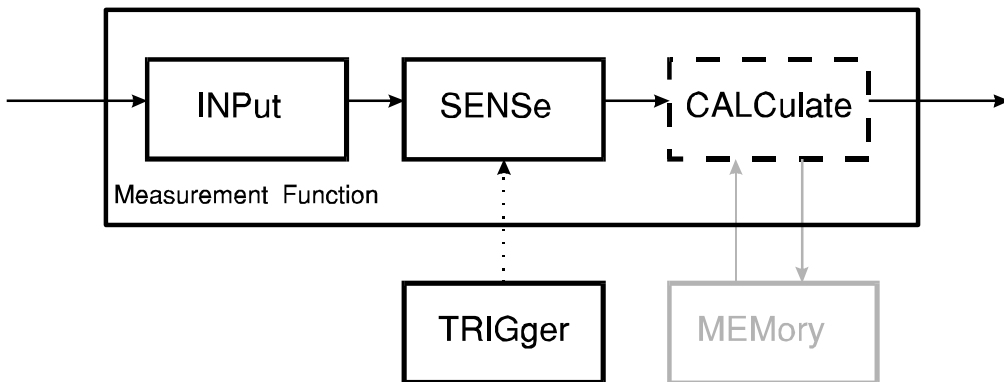 INPut
SENSe
CALCulate
Measurement Function
TRIGger
MEMory